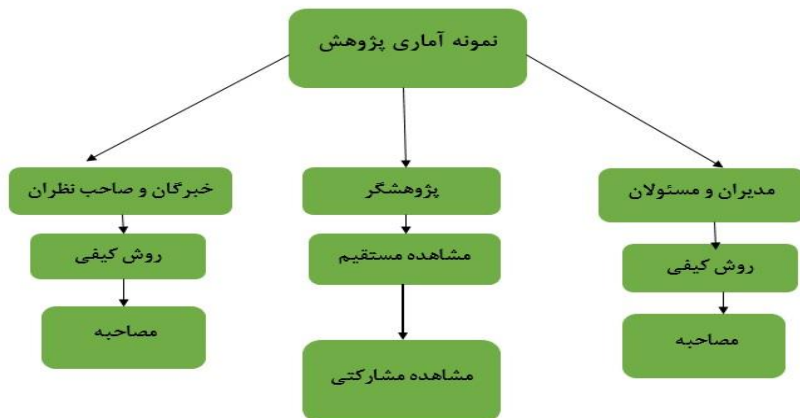 نمونه آماری پژوهش
مدیران و مسئولان
پژوهشگر
خبرگان و صاحب نظران
روش کیفی
مشاهده مستقیم
روش کیفی
مصاحبه
مشاهده مشارکتی
مصاحبه